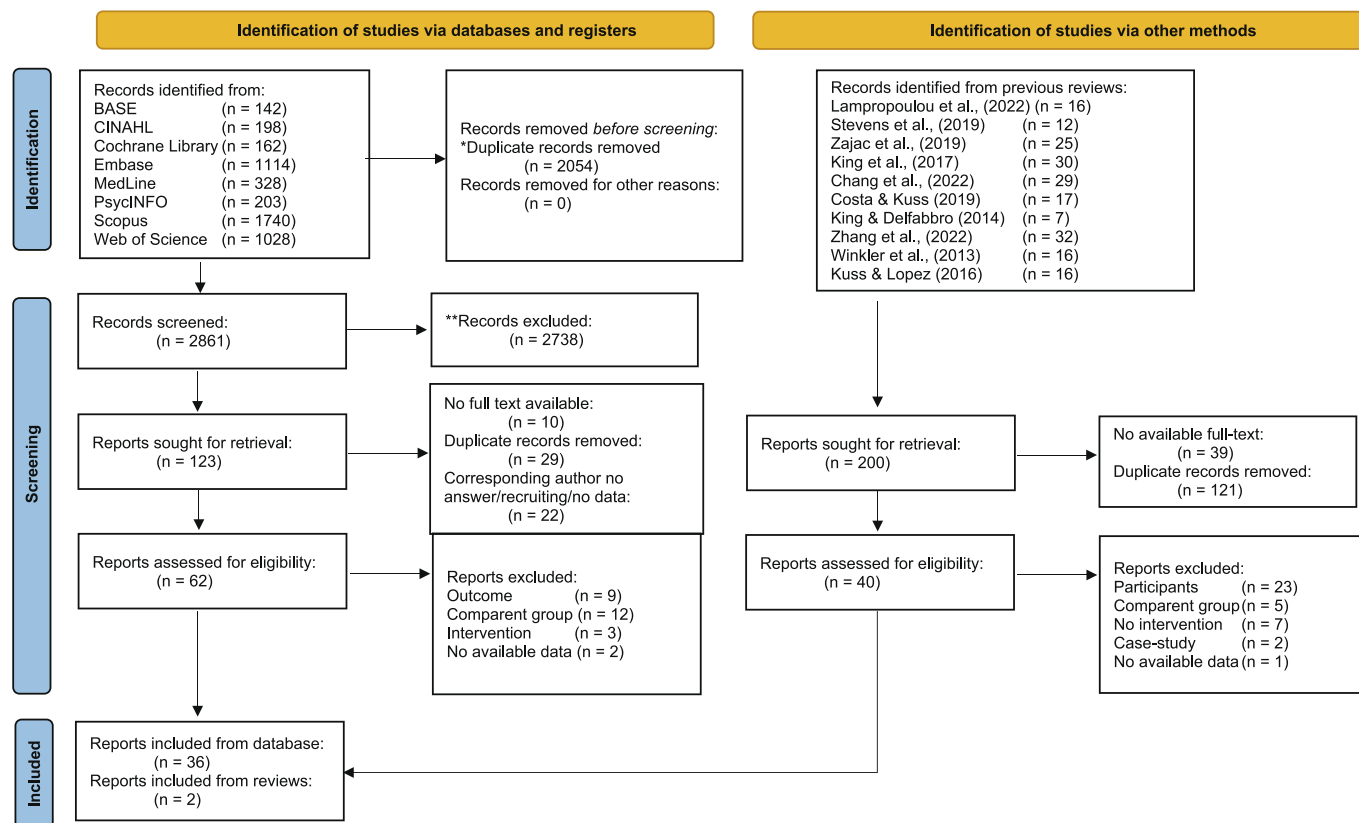 Identification of studies via databases and registers
Identification of studies via other methods
Identification
Records identified from:
BASE (n = 142)
CINAHL (n = 198)
Cochrane Library (n = 162)
Embase (n = 1114)
MedLine (n = 328)
PsycINFO (n = 203)
Scopus (n = 1740)
Web of Science (n = 1028)
Records removed before screening:
*Duplicate records removed
(n = 2054)
Records removed for other reasons:
(n = 0)
Records identified from previous reviews:
Lampropoulou et al., (2022) (n = 16)
Stevens et al., (2019) (n = 12)
Zajac et al., (2019) (n = 25)
King et al., (2017) (n = 30)
Chang et al., (2022) (n = 29)
Costa & Kuss (2019) (n = 17)
King & Delfabbro (2014) (n = 7)
Zhang et al., (2022) (n = 32)
Winkler et al., (2013) (n = 16)
Kuss & Lopez (2016) (n = 16)
Screening
Records screened:
(n = 2861)
**Records excluded:
(n = 2738)
Reports sought for retrieval:
(n = 123)
No full text available:
(n = 10)
Duplicate records removed:
(n = 29)
Corresponding author no
answer/recruiting/no data:
(n = 22)
Reports sought for retrieval:
(n = 200)
No available full-text:
(n = 39)
Duplicate records removed:
(n = 121)
Reports assessed for eligibility:
(n = 62)
Reports excluded:
Outcome (n = 9)
Comparent group (n = 12)
Intervention (n = 3)
No available data (n = 2)
Reports assessed for eligibility:
(n = 40)
Reports excluded:
Participants (n = 23)
Comparent group (n = 5)
No intervention (n = 7)
Case-study (n = 2)
No available data (n = 1)
Included
Reports included from database:
(n = 36)
Reports included from reviews:
(n = 2)